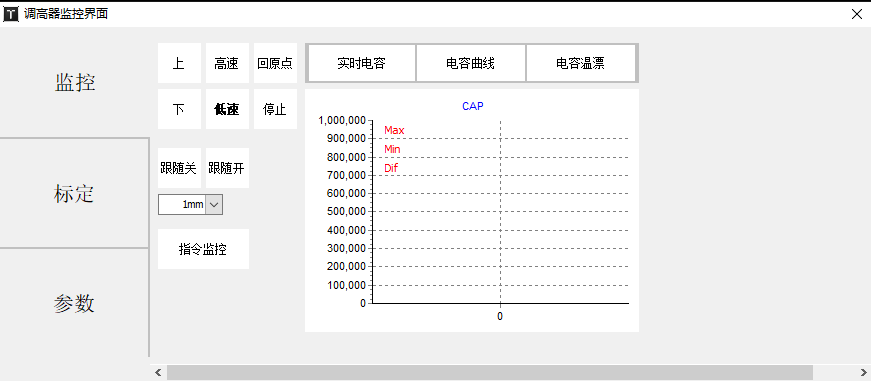 调高器监控界面
监控
标定
参数
上 高速 回原点
下 低速 停止
跟随关 跟随开
1mm
指令监控
实时电容 电容曲线 电容温漂
CAP
1,000,000
900,000
800,000
700,000
600,000
500,000
400,000
300,000
200,000
100,000
0
Max
Min
Dif
0